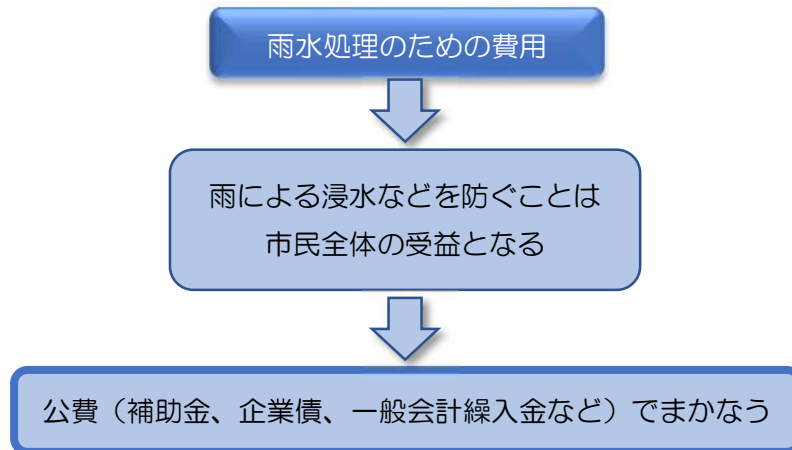 雨水処理のための費用
雨による浸水などを防ぐことは
市民全体の受益となる
公費（補助金、企業債、一般会計繰入金など）でまかなう